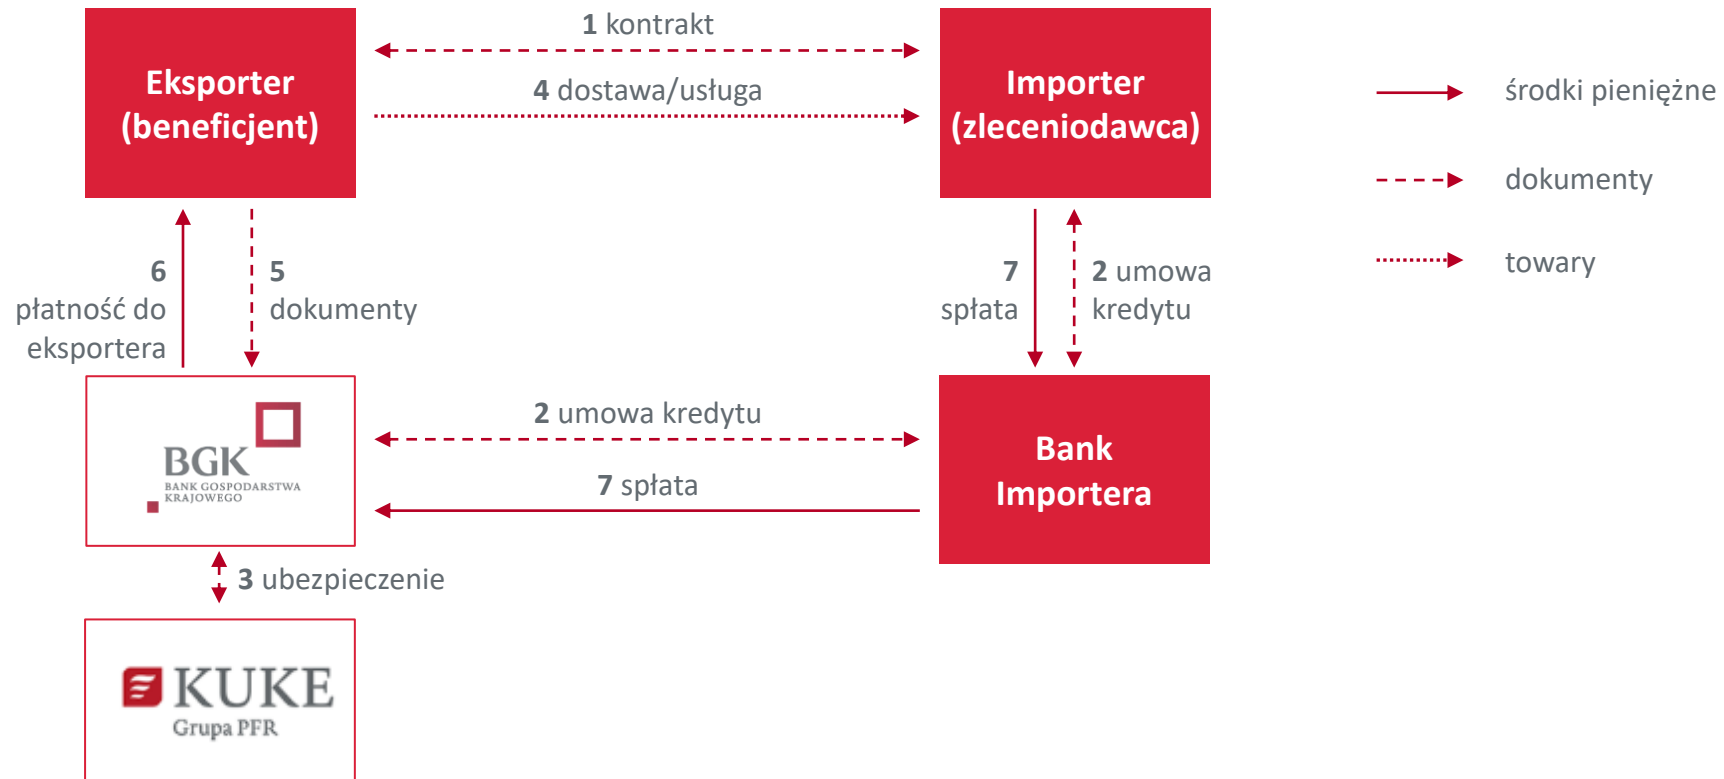 1 kontrakt
Eksporter
(beneficjent)
4 dostawa/usługa
Importer
(zleceniodawca)
środki pieniężne
dokumenty
towary
6
płatność do
eksportera
5
dokumenty
7
spłata
2 umowa
kredytu
BGK
BANK GOSPODARSTWA
KRAJOWEGO
2 umowa kredytu
7 spłata
Bank
Importera
3 ubezpieczenie
KUKE
Grupa PFR